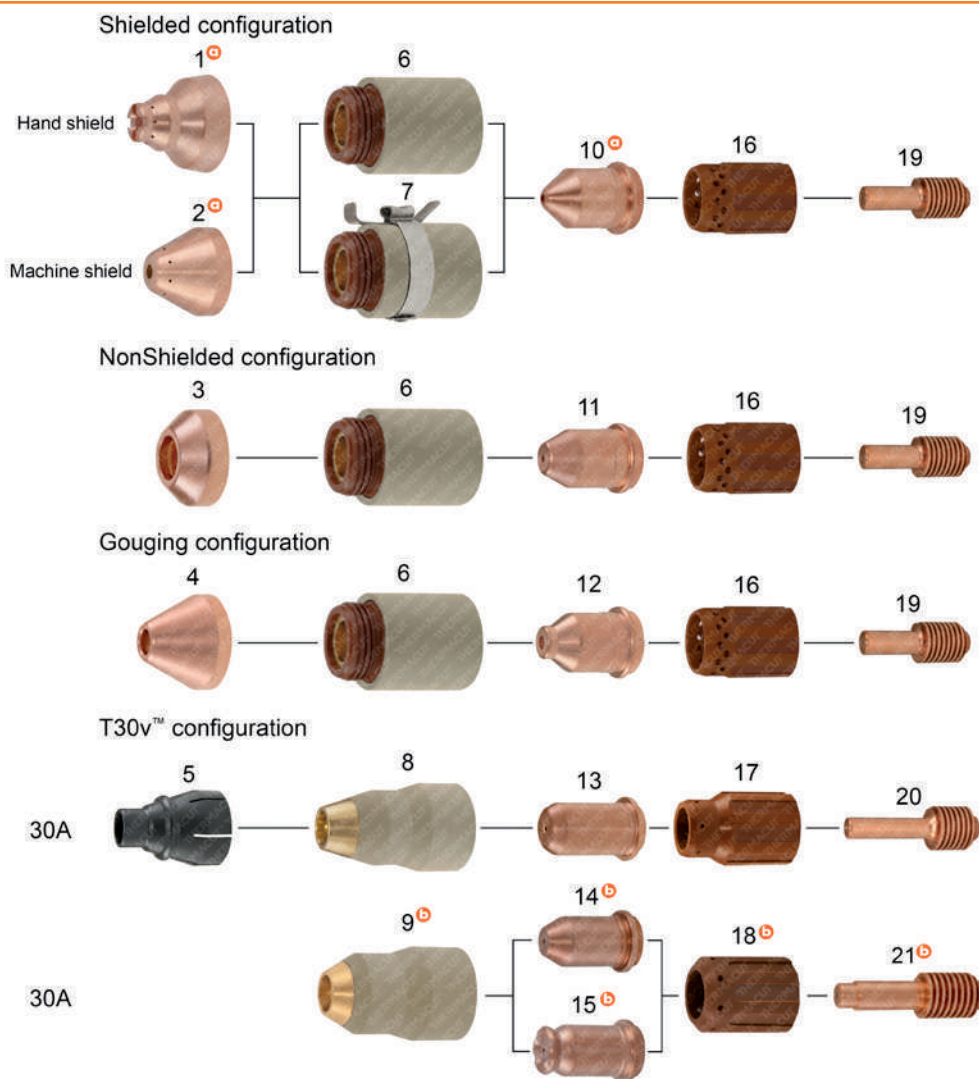 Shielded configuration
1 a 6
Hand shield
10 a 16 19
2 a 7
Machine shield
NonShielded configuration
3 6 11 16 19
Gouging configuration
4 6 12 16 19
T30v™ configuration
5 8 13 17 20
30A
9 b 14 b 18 b 21 b
30A
15 b